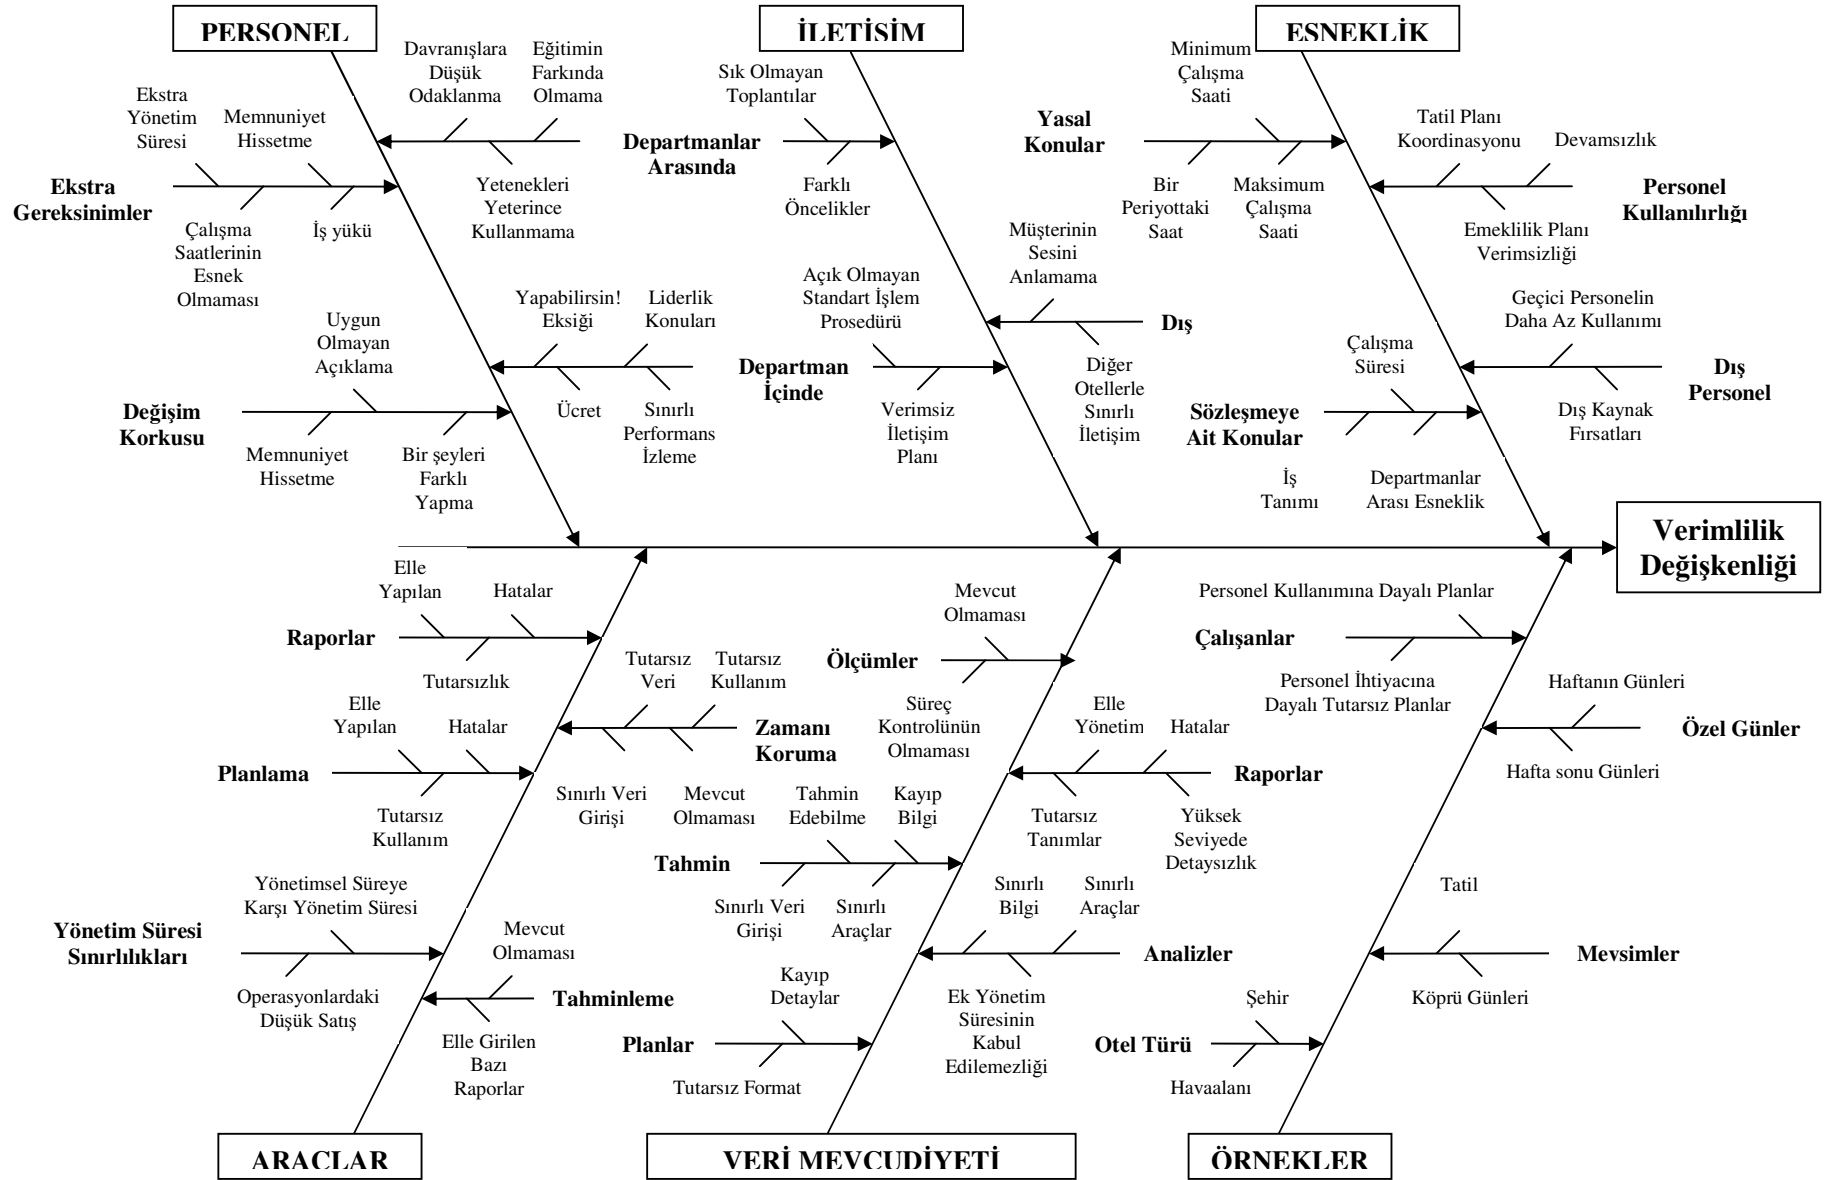 PERSONEL
İLETİŞİM
ESNEKLİK
Davranışlara
Düşük
Odaklanma
Eğitimin
Farkında
Olmama
Ekstra
Yönetim
Süresi
Memnuniyet
Hissetme
Ekstra
Gereksinimler
Çalışma
Saatlerinin
Esnek
Olmaması
İş yükü
Yetenekleri
Yeterince
Kullanmama
Uygun
Olmayan
Açıklama
Yapabilirsin!
Eksiği
Liderlik
Konuları
Değişim
Korkusu
Ücret
Sınırlı
Performans
İzleme
Memnuniyet
Hissetme
Bir şeyleri
Farklı
Yapma
Sık Olmayan
Toplantılar
Departmanlar
Arasında
Farklı
Öncelikler
Müşterinin
Sesini
Anlamama
Açık Olmayan
Standart İşlem
Prosedürü
Dış
Departman
İçinde
Diğer
Otellerle
Sınırlı
İletişim
Verimsiz
İletişim
Planı
Minimum
Çalışma
Saati
Yasal
Konular
Bir
Periyottaki
Saat
Maksimum
Çalışma
Saati
Tatil Planı
Koordinasyonu
Devamsızlık
Personel
Kullanılırlığı
Emeklilik Planı
Verimsizliği
Geçici Personelin
Daha Az Kullanımı
Çalışma
Süresi
Dış
Personel
Sözleşmeye
Ait Konular
Dış Kaynak
Fırsatları
İş
Tanımı
Departmanlar
Arası Esneklik
Verimlilik
Değişkenliği
Elle
Yapılan
Hatalar
Raporlar
Tutarsızlık
Tutarsız
Veri
Tutarsız
Kullanım
Zamanı
Koruma
Elle
Yapılan
Hatalar
Planlama
Sınırlı Veri
Girişi
Mevcut
Olmaması
Tutarsız
Kullanım
Yönetimsel Süreye
Karşı Yönetim Süresi
Yönetim Süresi
Sınırlılıkları
Operasyonlardaki
Düşük Satış
Mevcut
Olmaması
Tahminleme
Elle Girilen
Bazı
Raporlar
Mevcut
Olmaması
Ölçümler
Süreç
Kontrolünün
Olmaması
Elle
Yönetim
Hatalar
Raporlar
Tutarsız
Tanımlar
Yüksek
Seviyede
Detaysızlık
Tahmin
Edebilme
Kayıp
Bilgi
Tahmin
Sınırlı Veri
Girişi
Sınırlı
Araçlar
Sınırlı
Bilgi
Sınırlı
Araçlar
Analizler
Ek Yönetim
Süresinin
Kabul
Edilemezliği
Kayıp
Detaylar
Planlar
Tutarsız Format
Personel Kullanımına Dayalı Planlar
Çalışanlar
Personel İhtiyacına
Dayalı Tutarsız Planlar
Haftanın Günleri
Özel Günler
Hafta sonu Günleri
Tatil
Mevsimler
Köprü Günleri
Şehir
Otel Türü
Havaalanı
ARAÇLAR
VERİ MEVCUDİYETİ
ÖRNEKLER